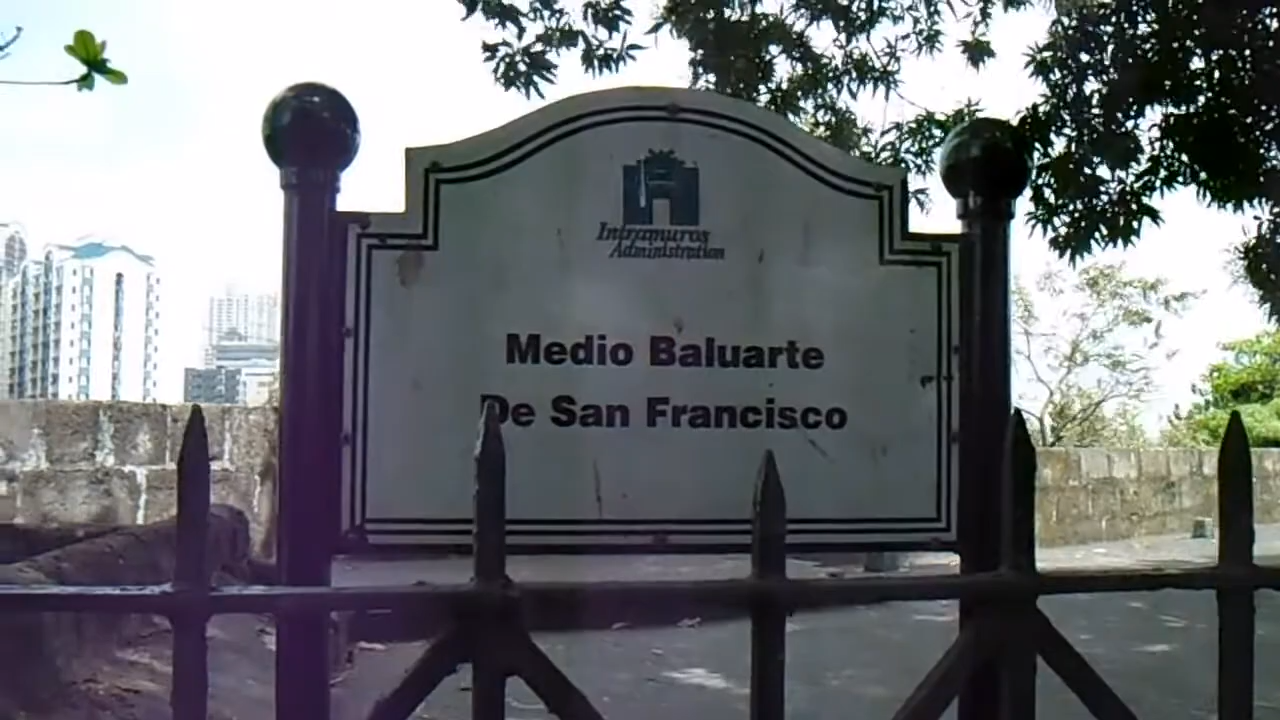 Intramuros
Administration
Medio Baluarte
De San Francisco